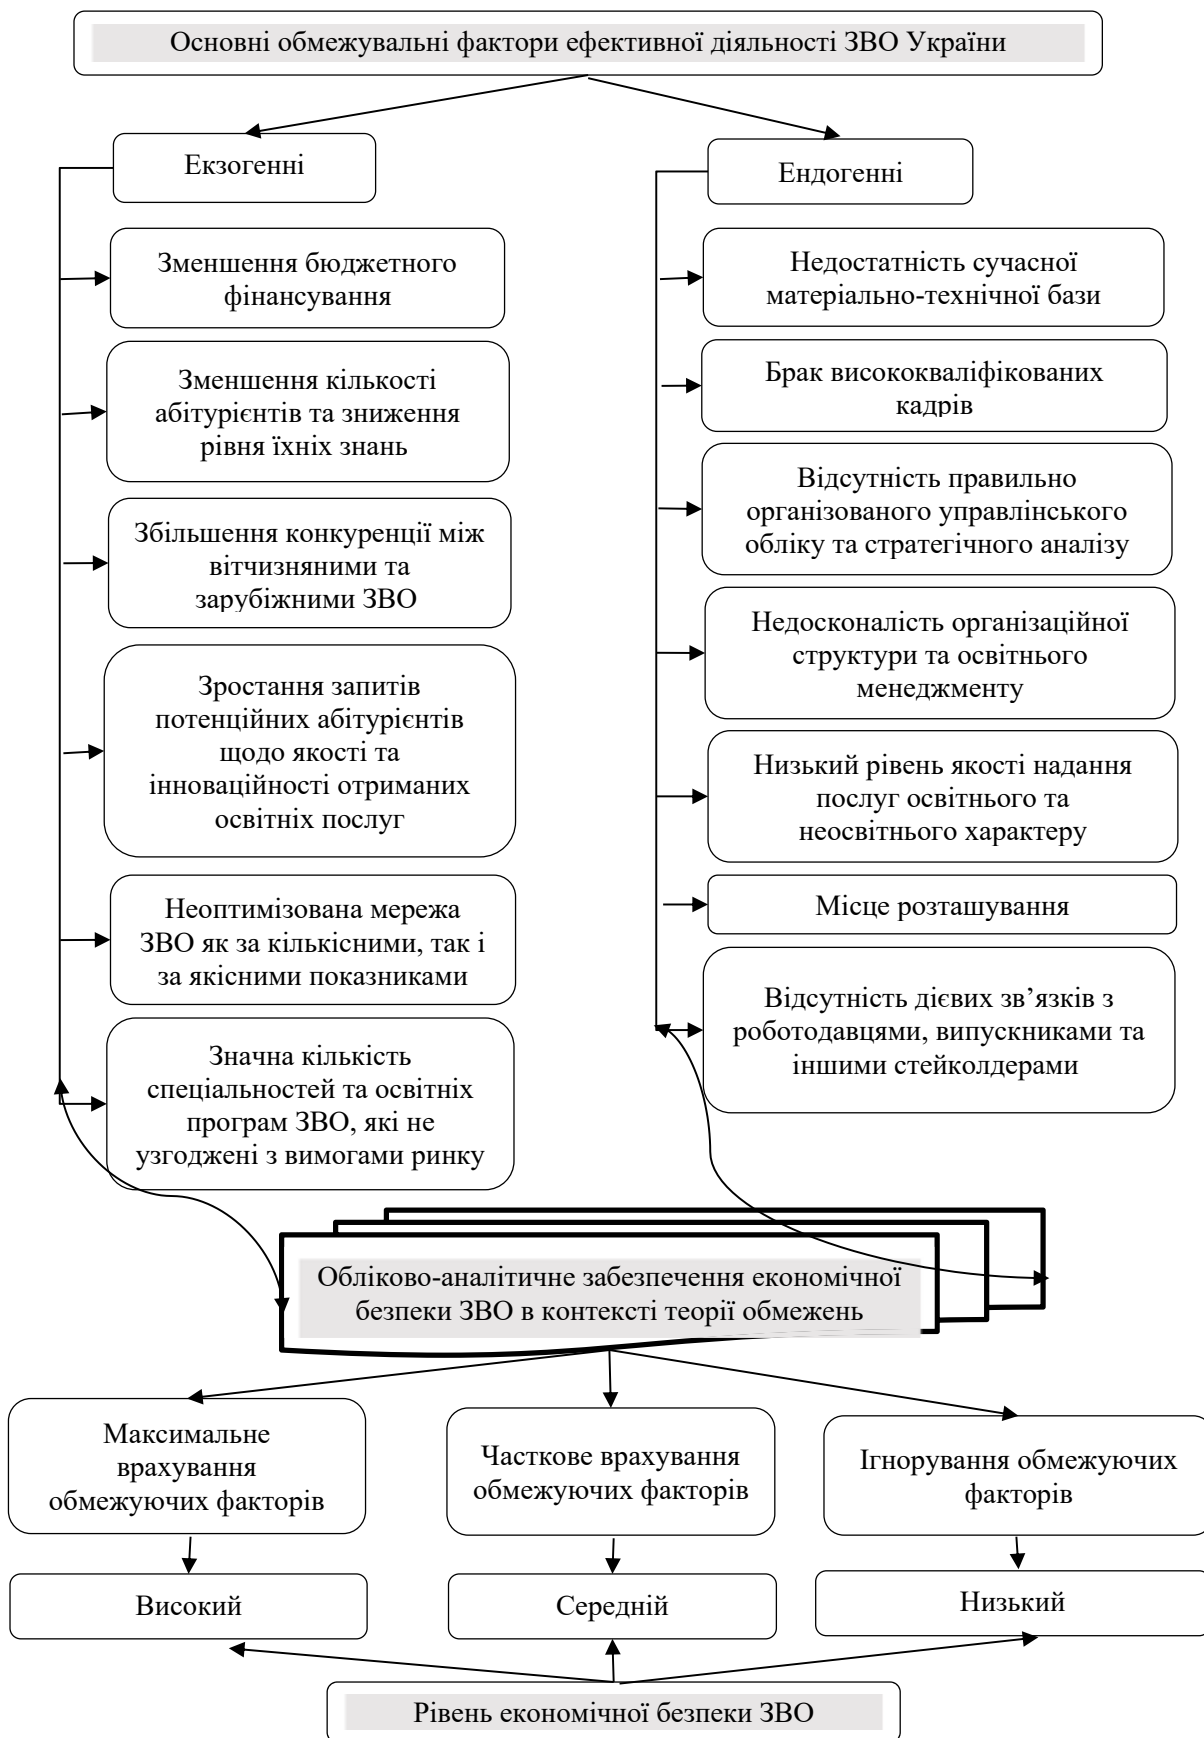 Основні обмежувальні фактори ефективної діяльності ЗВО України
Екзогенні
Зменшення бюджетного
фінансування
Зменшення кількості
абітурієнтів та зниження
рівня їхніх знань
Збільшення конкуренції між
вітчизняними та
зарубіжними ЗВО
Зростання запитів
потенційних абітурієнтів
щодо якості та
інноваційності отриманих
освітніх послуг
Неоптимізована мережа
ЗВО як за кількісними, так і
за якісними показниками
Значна кількість
спеціальностей та освітніх
програм ЗВО, які не
узгоджені з вимогами ринку
Ендогенні
Недостатність сучасної
матеріально-технічної бази
Брак висококваліфікованих
кадрів
Відсутність правильно
організованого управлінського
обліку та стратегічного аналізу
Недосконалість організаційної
структури та освітнього
менеджменту
Низький рівень якості надання
послуг освітнього та
неосвітнього характеру
Місце розташування
Відсутність дієвих зв’язків з
роботодавцями, випускниками та
іншими стейколдерами
Обліково-аналітичне забезпечення економічної
безпеки ЗВО в контексті теорії обмежень
Максимальне
врахування
обмежуючих факторів
Часткове врахування
обмежуючих факторів
Ігнорування обмежуючих
факторів
Високий
Середній
Низький
Рівень економічної безпеки ЗВО